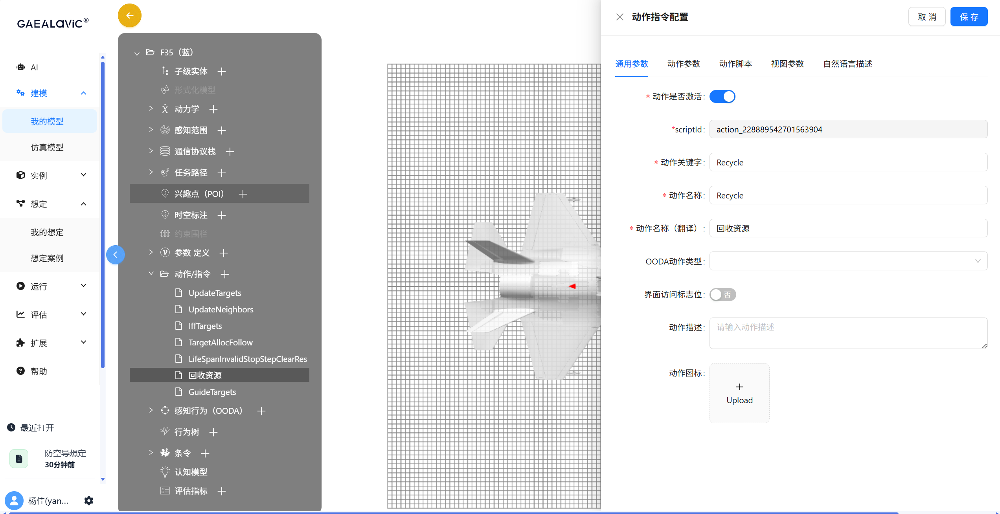 GAEALAVIC®
AI
建模
我的模型
仿真模型
实例
想定
我的想定
想定案例
运行
评估
扩展
帮助
最近打开
防空导想定
30分钟前
杨佳(yan...
F35（蓝）
子级实体
形式化模型
动力学
感知范围
通信协议栈
任务路径
兴趣点（POI）
时空标注
约束围栏
参数 定义
动作/指令
UpdateTargets
UpdateNeighbors
IffTargets
TargetAllocFollow
LifeSpanInvalidStopStepClearRes
回收资源
GuideTargets
感知行为（OODA）
行为树
条令
认知模型
评估指标
动作指令配置
取 消
保 存
通用参数 动作参数 动作脚本 视图参数 自然语言描述
* 动作是否激活:
*scriptId: action_228889542701563904
* 动作关键字: Recycle
* 动作名称: Recycle
* 动作名称（翻译）: 回收资源
OODA动作类型:
界面访问标志位: 否
动作描述: 请输入动作描述
动作图标:
Upload